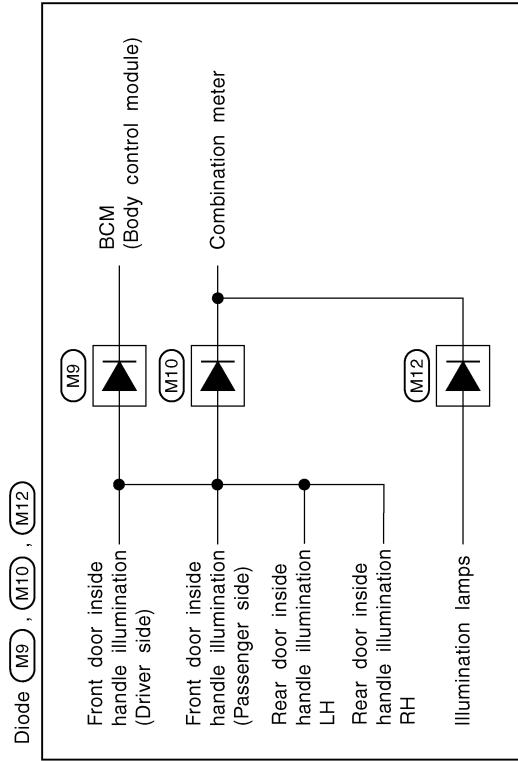 Diode M9 , M10 , M12
Front door inside
handle illumination
(Driver side)
Front door inside
handle illumination
(Passenger side)
Rear door inside
handle illumination
LH
Rear door inside
handle illumination
RH
Illumination lamps
M9
M10
M12
BCM
(Body control module)
Combination meter